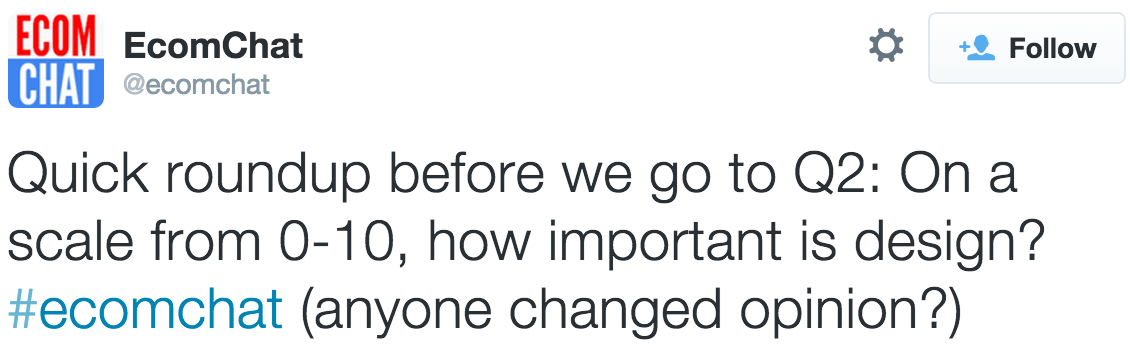 ECOM
CHAT
EcomChat
@ecomchat
Follow
Quick roundup before we go to Q2: On a
scale from 0-10, how important is design?
#ecomchat (anyone changed opinion?)